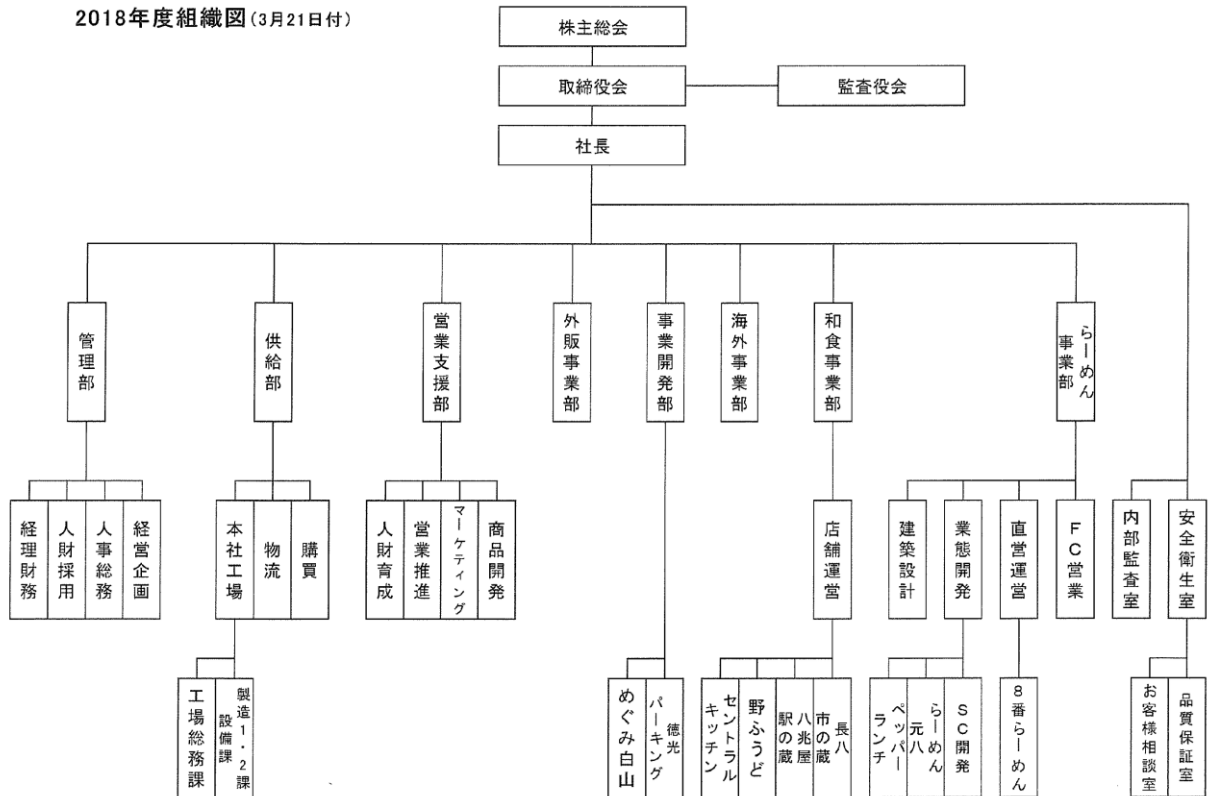 2018年度組織図(3月21日付)
株主総会
取締役会
監査役会
社長
管理部
供給部
営業支援部
外販事業部
事業開発部
海外事業部
和食事業部
らーめん
事業部
経理財務
人財採用
人事総務
経営企画
本社工場
物流
購買
人財育成
営業推進
マーケティング
商品開発
店舗運営
建築設計
業態開発
直営運営
FC営業
内部監査室
安全衛生室
工場総務課
製造1・2課
設備課
めぐみ白山
徳光
パーキング
セントラル
キッチン
野ふうど
八兆屋
駅の蔵
長八
市の蔵
ペッパー
ランチ
らーめん
元八
SC開発
8番らーめん
お客様相談室
品質保証室